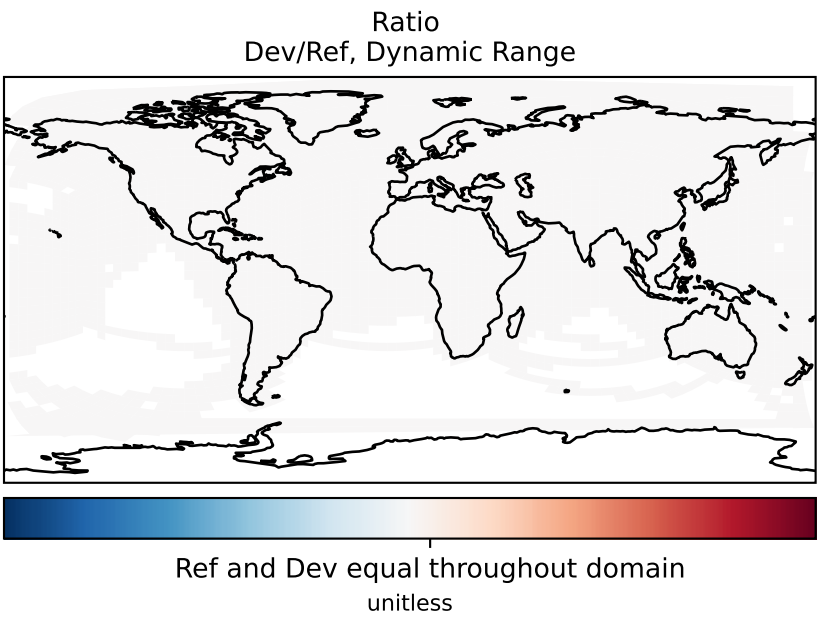 Ratio
Dev/Ref, Dynamic Range
Ref and Dev equal throughout domain
unitless